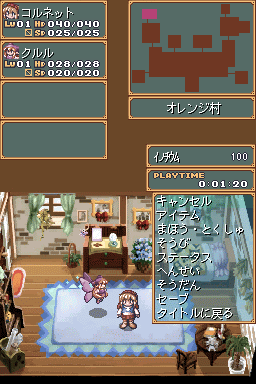 コルネット
Lv01 HP040/040
SP025/025
クルル
Lv01 HP028/028
SP020/020
オレンジ村
イノチウム 100
PLAYTIME
0:01:20
キャンセル
アイテム
まほう・とくしゅ
そうび
ステータス
へんせい
そうだん
セーブ
タイトルに戻る